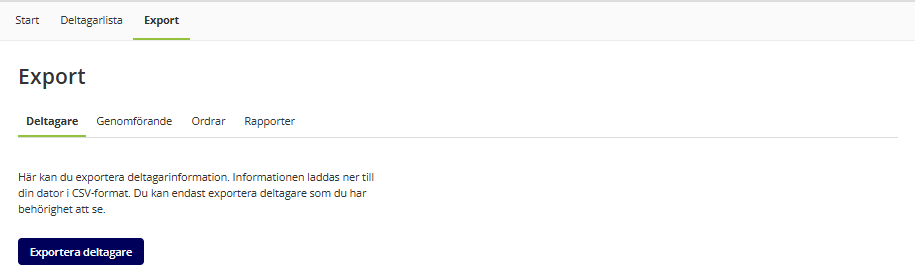 Start Deltagarlista Export
Export
Deltagare Genomförande Ordrar Rapporter
Här kan du exportera deltagarinformation. Informationen laddas ner till
din dator i CSV-format. Du kan endast exportera deltagare som du har
behörighet att se.
Exportera deltagare